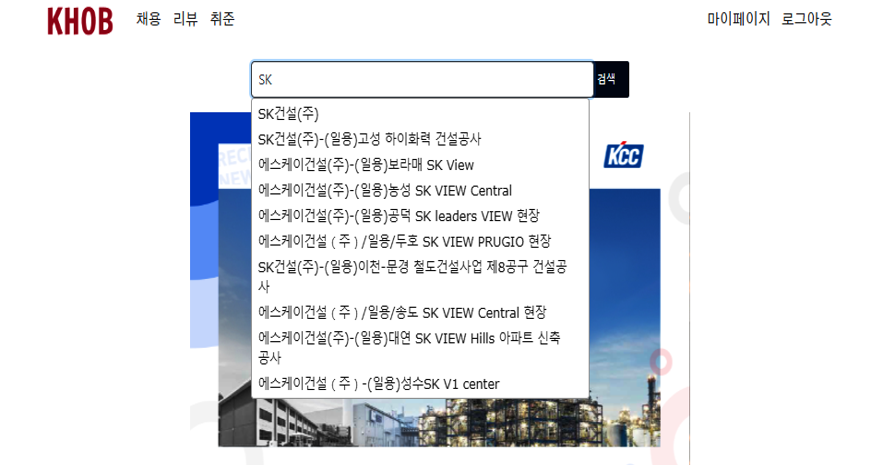 KHOB 채용 리뷰 취준 마이페이지 로그아웃
SK 검색
SK건설(주)
SK건설(주)-(일용)고성 하이화력 건설공사
에스케이건설(주)-(일용)보라매 SK View
에스케이건설(주)-(일용)농성 SK VIEW Central
에스케이건설(주)-(일용)공덕 SK leaders VIEW 현장
에스케이건설 ( 주 ) /일용/두호 SK VIEW PRUGIO 현장
SK건설(주)-(일용)이천-문경 철도건설사업 제8공구 건설공
사
에스케이건설 ( 주 ) /일용/송도 SK VIEW Central 현장
에스케이건설(주)-(일용)대연 SK VIEW Hills 아파트 신축
공사
에스케이건설 ( 주 ) -(일용)성수SK V1 center
KCC